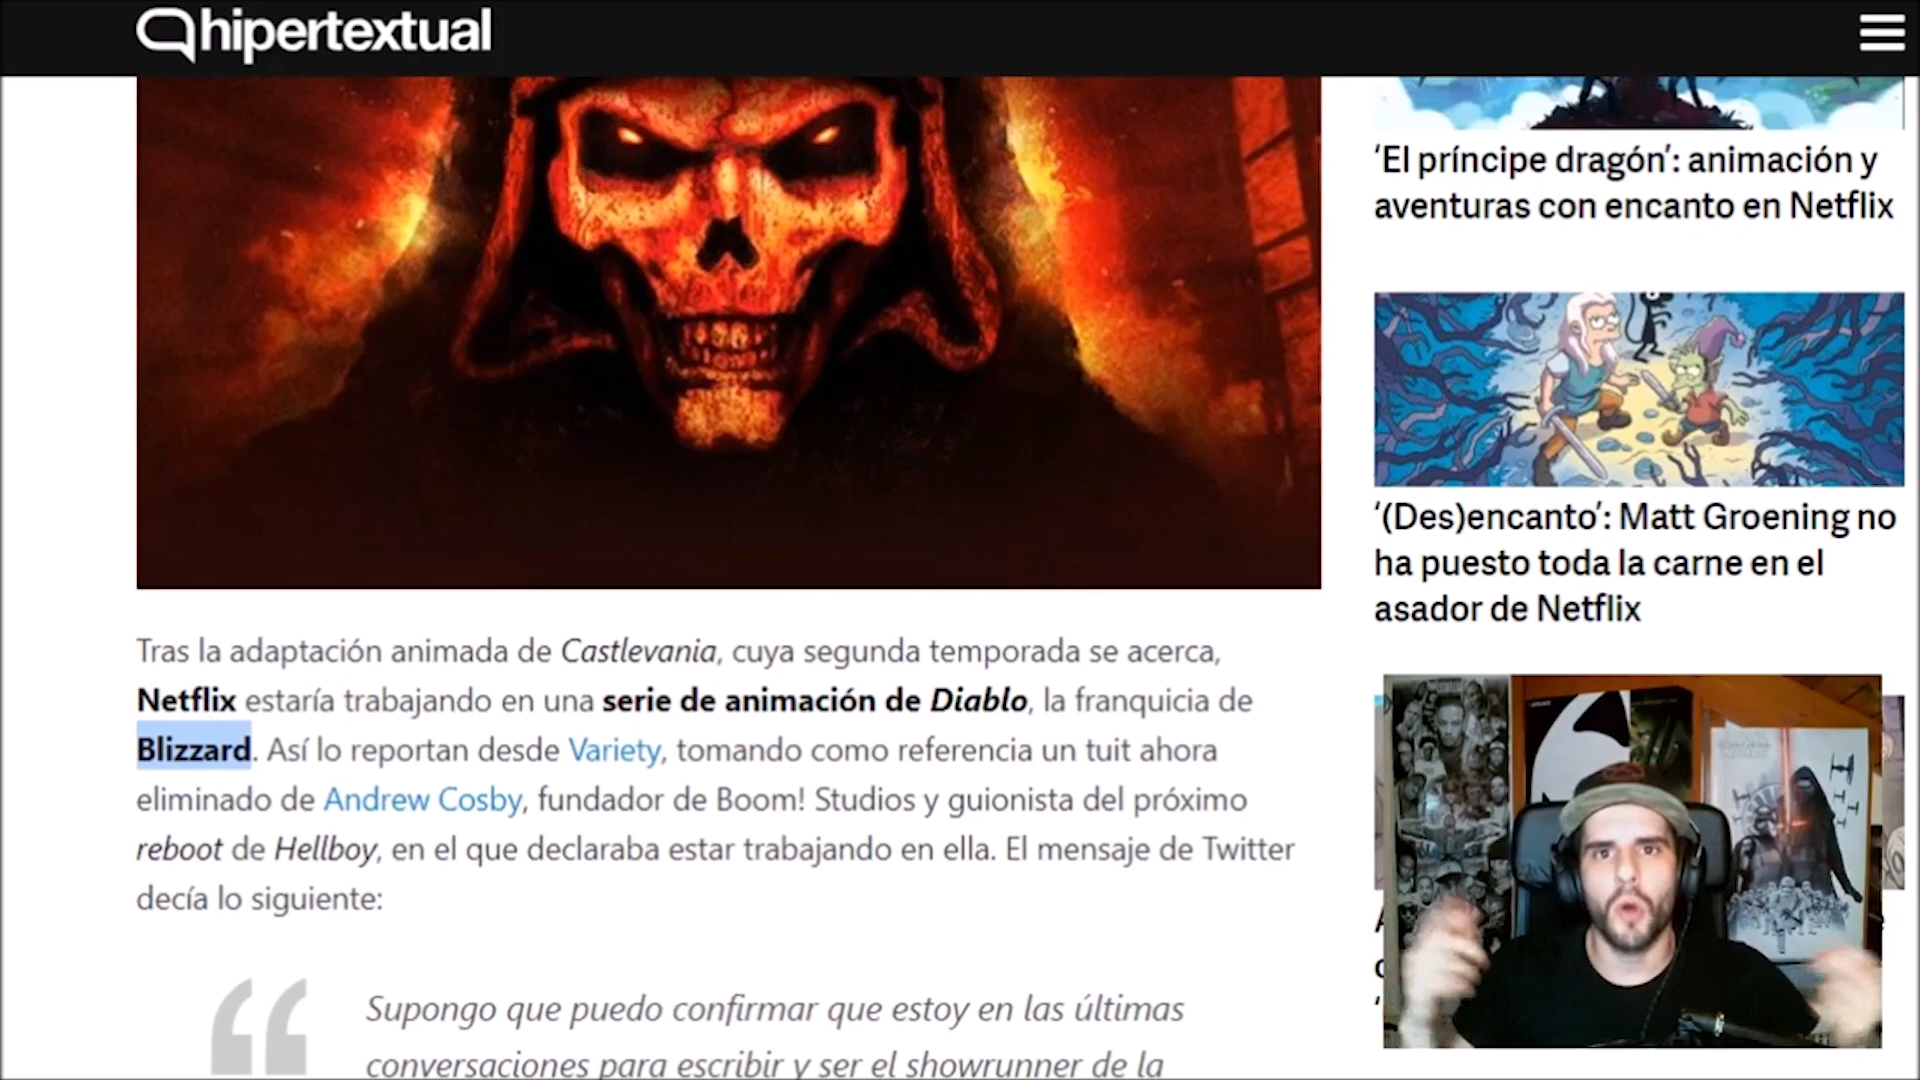 hipertextual
'El príncipe dragón': animación y
aventuras con encanto en Netflix
'(Des)encanto': Matt Groening no
ha puesto toda la carne en el
asador de Netflix
Tras la adaptación animada de Castlevania, cuya segunda temporada se acerca,
Netflix estaría trabajando en una serie de animación de Diablo, la franquicia de
Blizzard. Así lo reportan desde Variety, tomando como referencia un tuit ahora
eliminado de Andrew Cosby, fundador de Boom! Studios y guionista del próximo
reboot de Hellboy, en el que declaraba estar trabajando en ella. El mensaje de Twitter
decía lo siguiente:
“
Supongo que puedo confirmar que estoy en las últimas
conversaciones para escribir y ser el showrunner de la